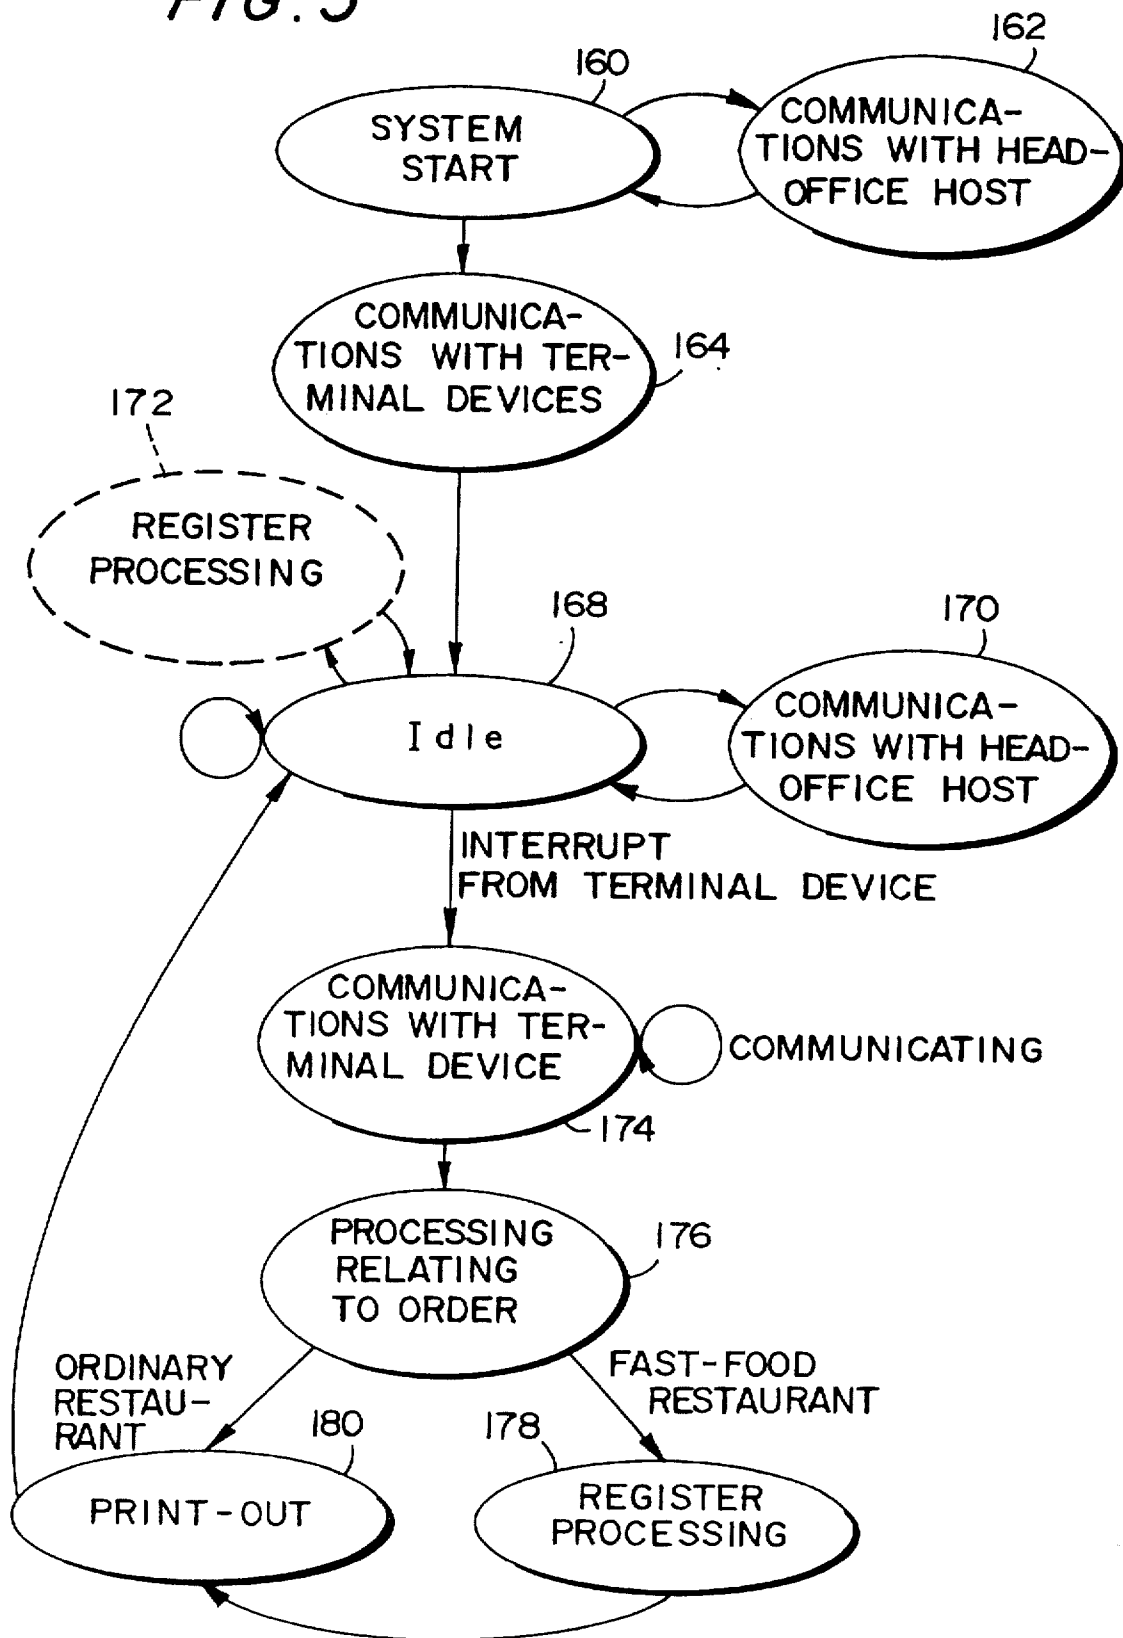 FIG. 5
160
162
SYSTEM
START
COMMUNICA-
TIONS WITH HEAD-
OFFICE HOST
COMMUNICA-
TIONS WITH TER-
MINAL DEVICES
164
172
REGISTER
PROCESSING
168
170
Idle
COMMUNICA-
TIONS WITH HEAD-
OFFICE HOST
INTERRUPT
FROM TERMINAL DEVICE
COMMUNICA-
TIONS WITH TER-
MINAL DEVICE
COMMUNICATING
174
PROCESSING
RELATING
TO ORDER
176
ORDINARY
RESTAU-
RANT
FAST-FOOD
RESTAURANT
180
178
PRINT-OUT
REGISTER
PROCESSING